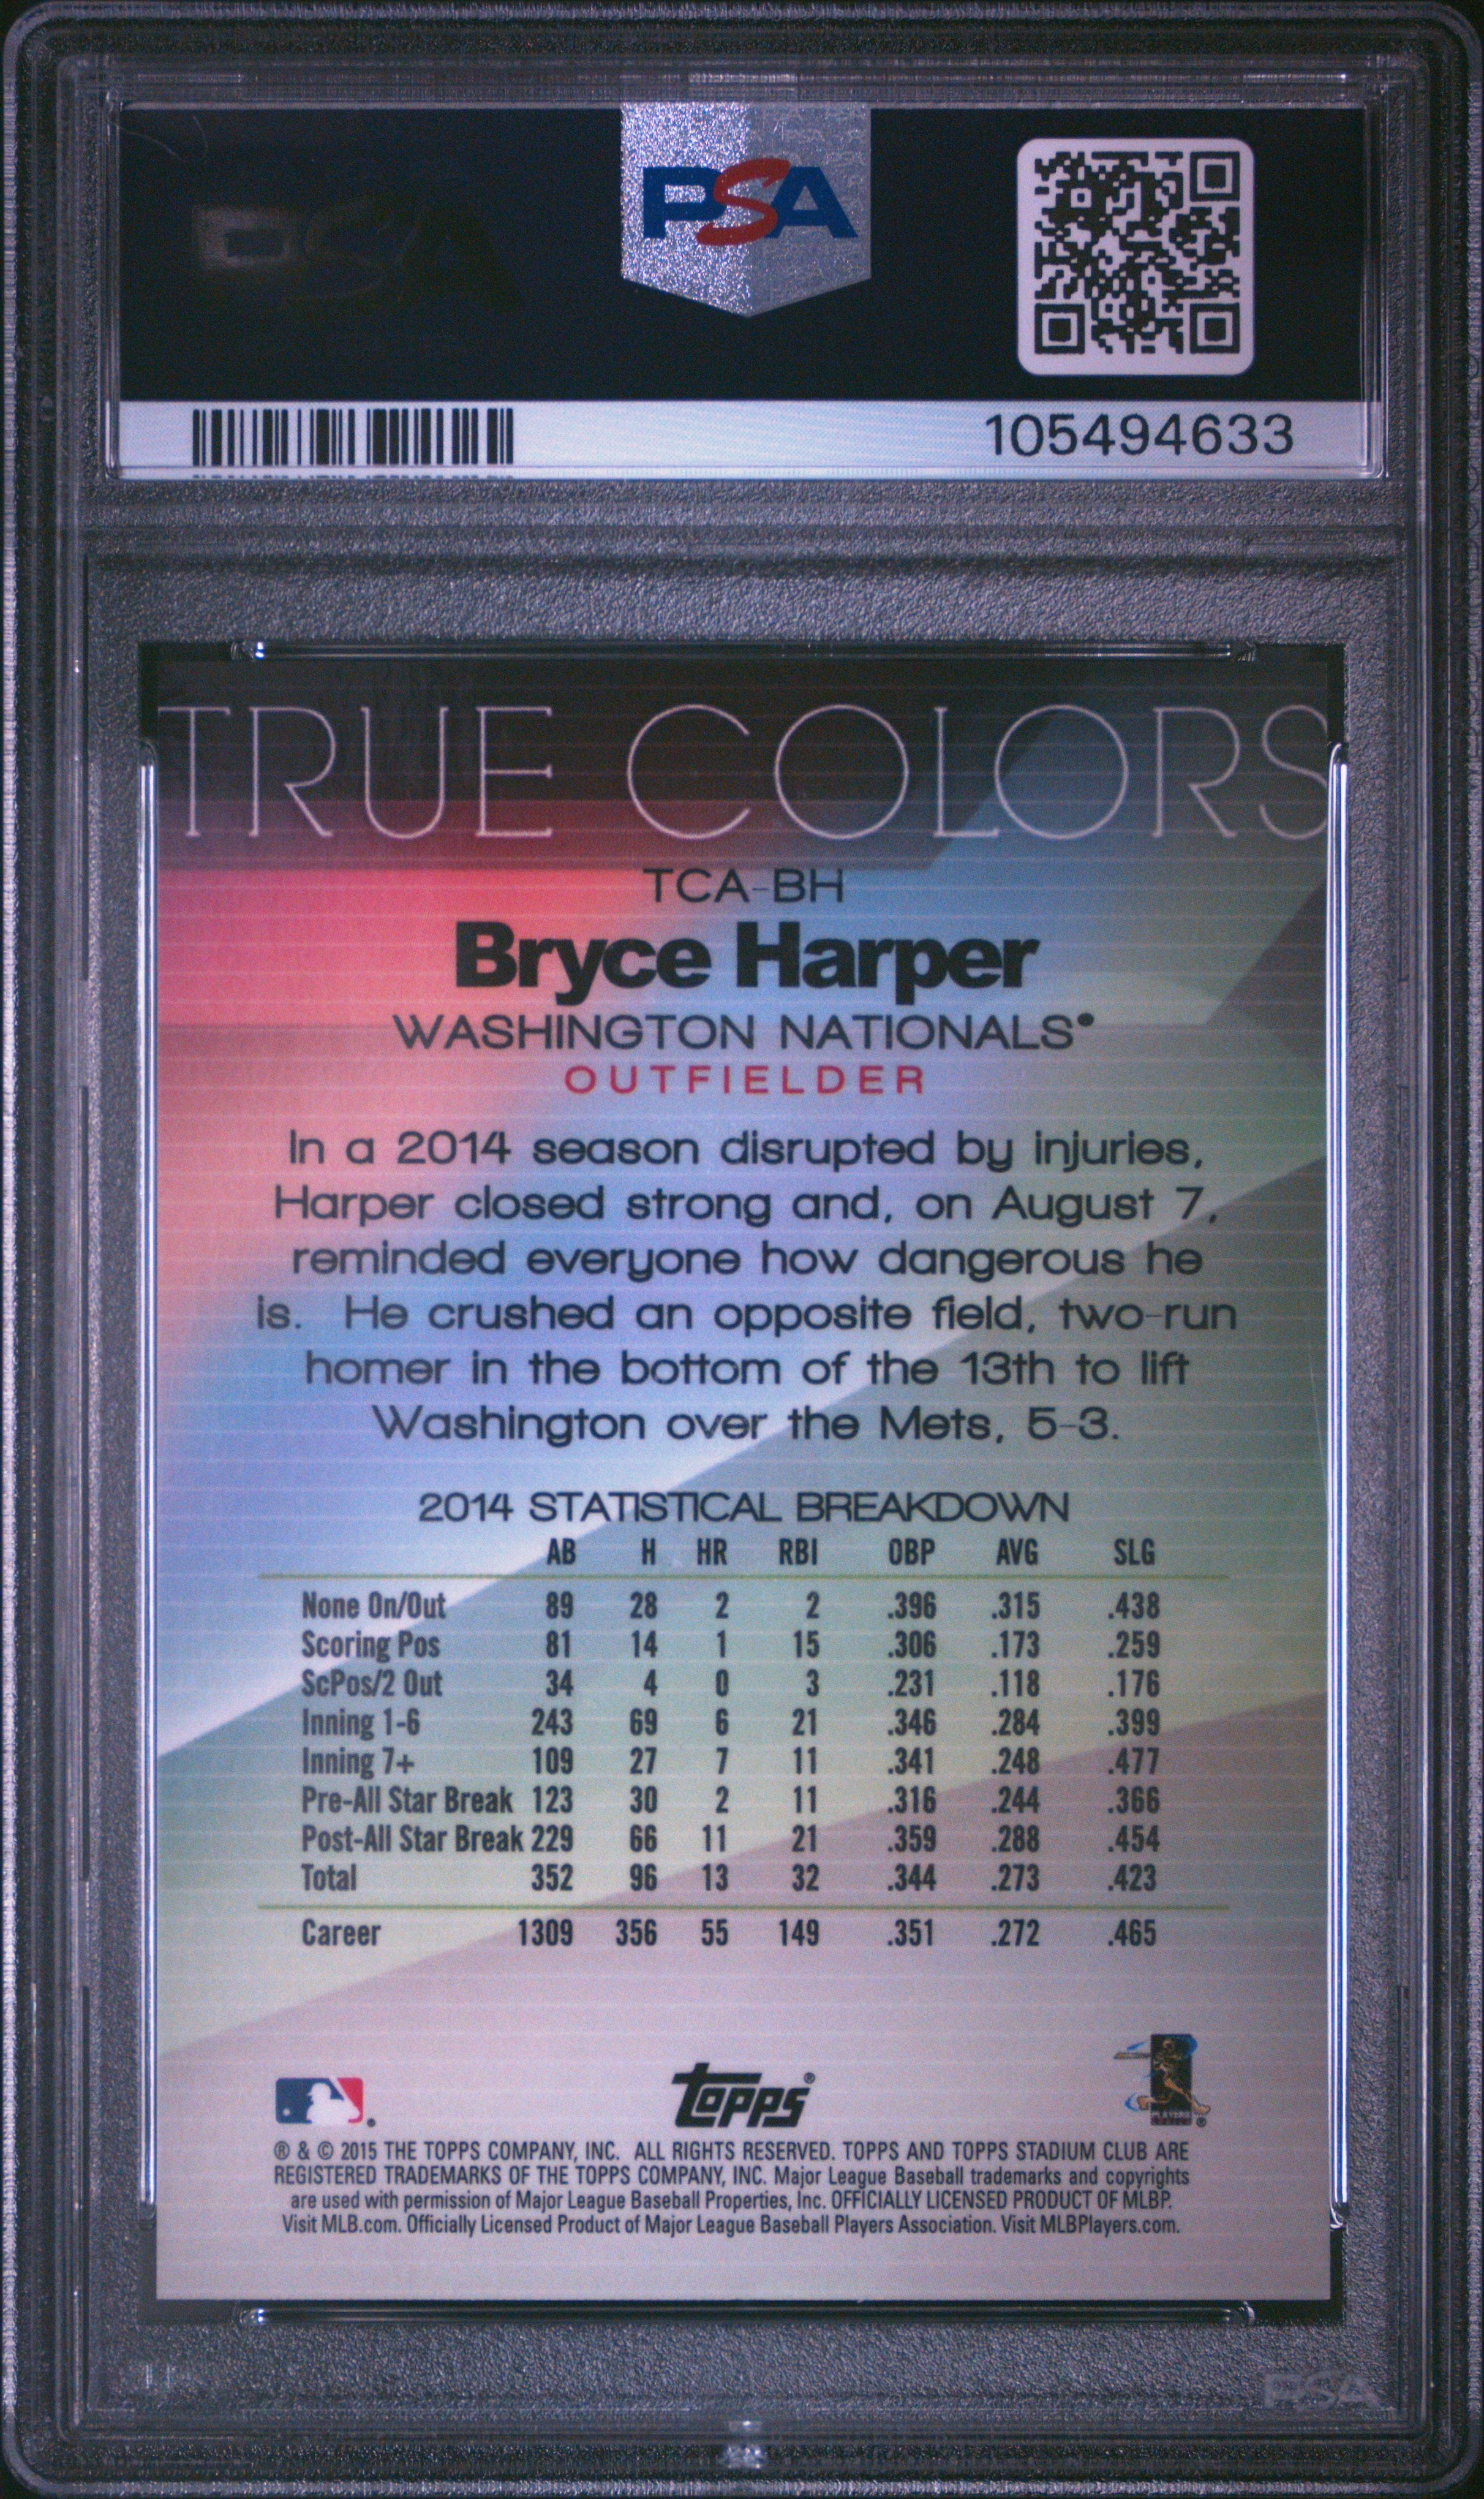 PSA
105494633
TRUE COLORS
TCA-BH
Bryce Harper
WASHINGTON NATIONALS®
OUTFIELDER
In a 2014 season disrupted by injuries,
Harper closed strong and, on August 7,
reminded everyone how dangerous he
is. He crushed an opposite field, two-run
homer in the bottom of the 13th to lift
Washington over the Mets, 5-3.
2014 STATISTICAL BREAKDOWN
AB H HR RBI OBP AVG SLG
None On/Out 89 28 2 2 .396 .315 .438
Scoring Pos 81 14 1 15 .306 .173 .259
ScPos/2 Out 34 4 0 3 .231 .118 .176
Inning 1-6 243 69 6 21 .346 .284 .399
Inning 7+ 109 27 7 11 .341 .248 .477
Pre-All Star Break 123 30 2 11 .316 .244 .366
Post-All Star Break 229 66 11 21 .359 .288 .454
Total 352 96 13 32 .344 .273 .423
Career 1309 356 55 149 .351 .272 .465
topps®
PLAYERS
® & © 2015 THE TOPPS COMPANY, INC. ALL RIGHTS RESERVED. TOPPS AND TOPPS STADIUM CLUB ARE
REGISTERED TRADEMARKS OF THE TOPPS COMPANY, INC. Major League Baseball trademarks and copyrights
are used with permission of Major League Baseball Properties, Inc. OFFICIALLY LICENSED PRODUCT OF MLBP.
Visit MLB.com. Officially Licensed Product of Major League Baseball Players Association. Visit MLBPlayers.com.
PSA